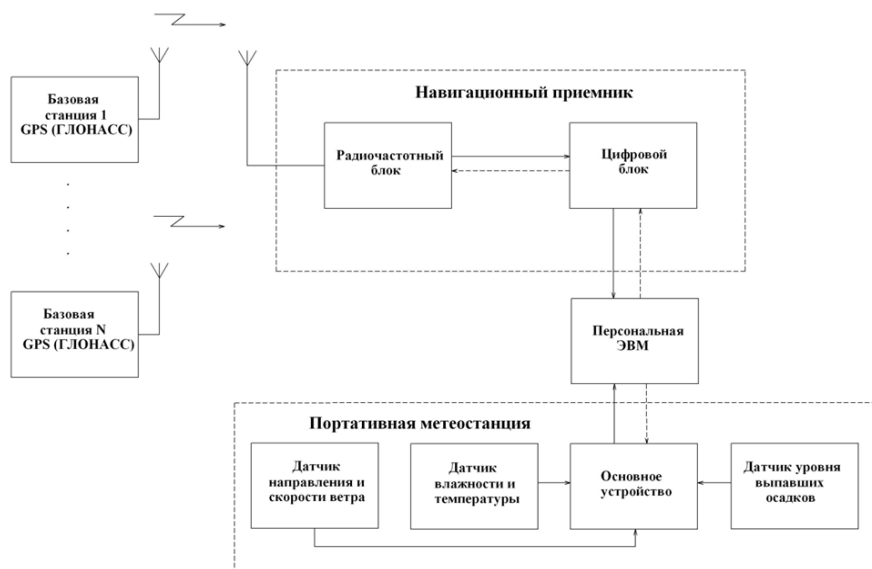 Базовая
станция 1
GPS (ГЛОНАСС)
Навигационный приемник
Радиочастотный
блок
Цифровой
блок
Базовая
станция N
GPS (ГЛОНАСС)
Персональная
ЭВМ
Портативная метеостанция
Датчик
направления и
скорости ветра
Датчик
влажности и
температуры
Основное
устройство
Датчик уровня
выпавших
осадков